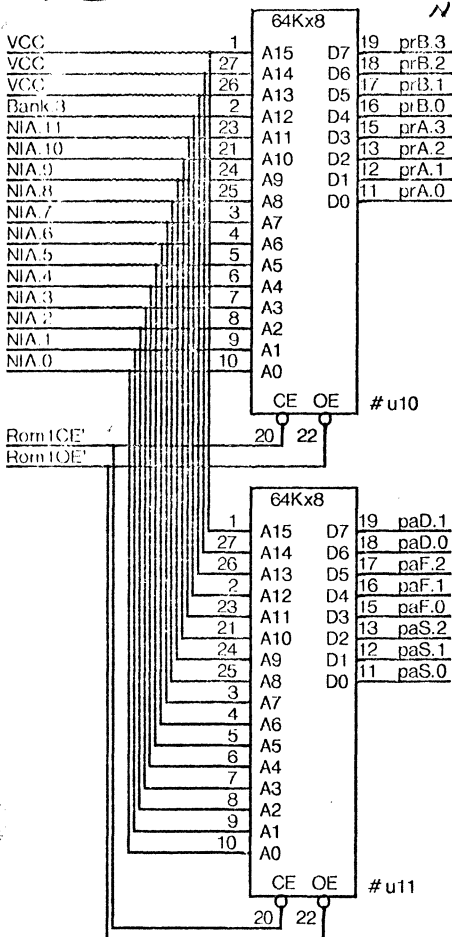 N
64Kx8
VCC 1 A15 D7 19 prB.3
VCC 27 A14 D6 18 prB.2
VCC 26 A13 D5 17 prB.1
Bank.3 2 A12 D4 16 prB.0
NIA.11 23 A11 D3 15 prA.3
NIA.10 21 A10 D2 13 prA.2
NIA.9 24 A9 D1 12 prA.1
NIA.8 25 A8 D0 11 prA.0
NIA.7 3 A7
NIA.6 4 A6
NIA.5 5 A5
NIA.4 6 A4
NIA.3 7 A3
NIA.2 8 A2
NIA.1 9 A1
NIA.0 10 A0
CE OE #u10
Rom1CE' 20 22
Rom1OE'
64Kx8
1 A15 D7 19 paD.1
27 A14 D6 18 paD.0
26 A13 D5 17 paF.2
2 A12 D4 16 paF.1
23 A11 D3 15 paF.0
21 A10 D2 13 paS.2
24 A9 D1 12 paS.1
25 A8 D0 11 paS.0
3 A7
4 A6
5 A5
6 A4
7 A3
8 A2
9 A1
10 A0
CE OE #u11
20 22